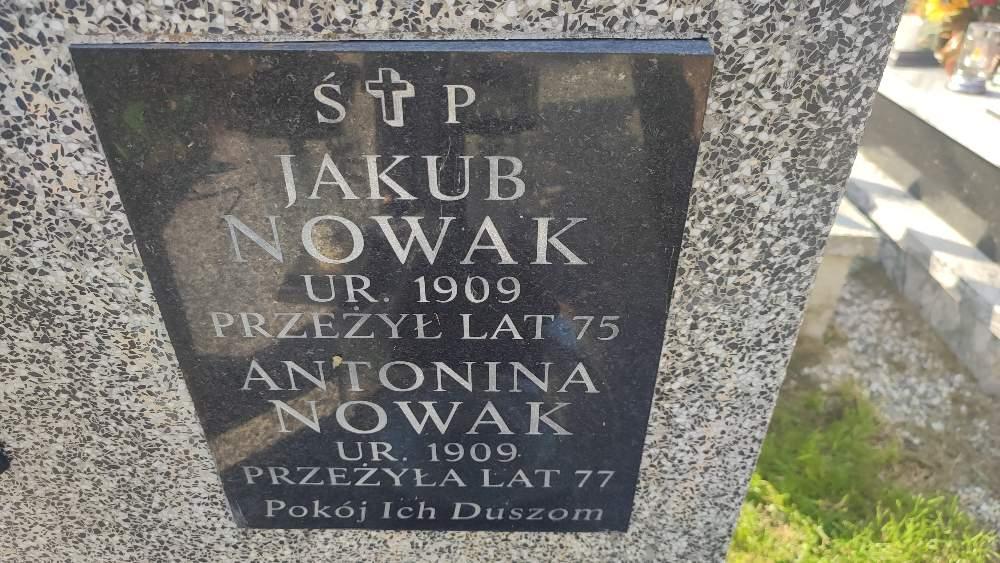 Ś✝P
JAKUB
NOWAK
UR. 1909
PRZEŻYŁ LAT 75
ANTONINA
NOWAK
UR. 1909
PRZEŻYŁA LAT 77
Pokój Ich Duszom